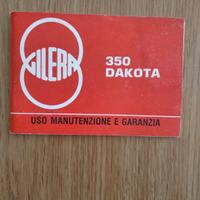 GILERA
350
DAKOTA
USO MANUTENZIONE E GARANZIA